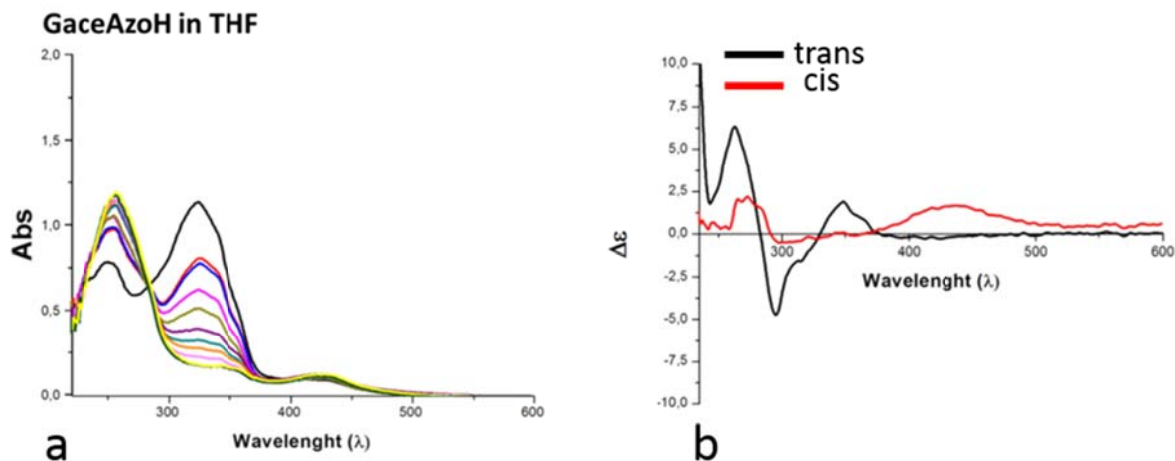 GaceAzoH in THF
2,0
1,5
1,0
0,5
0,0
Abs
300
400
500
600
Wavelenght (λ)
a
trans
cis
10,0
7,5
5,0
2,5
0,0
-2,5
-5,0
-7,5
-10,0
Δε
300
400
500
600
Wavelenght (λ)
b